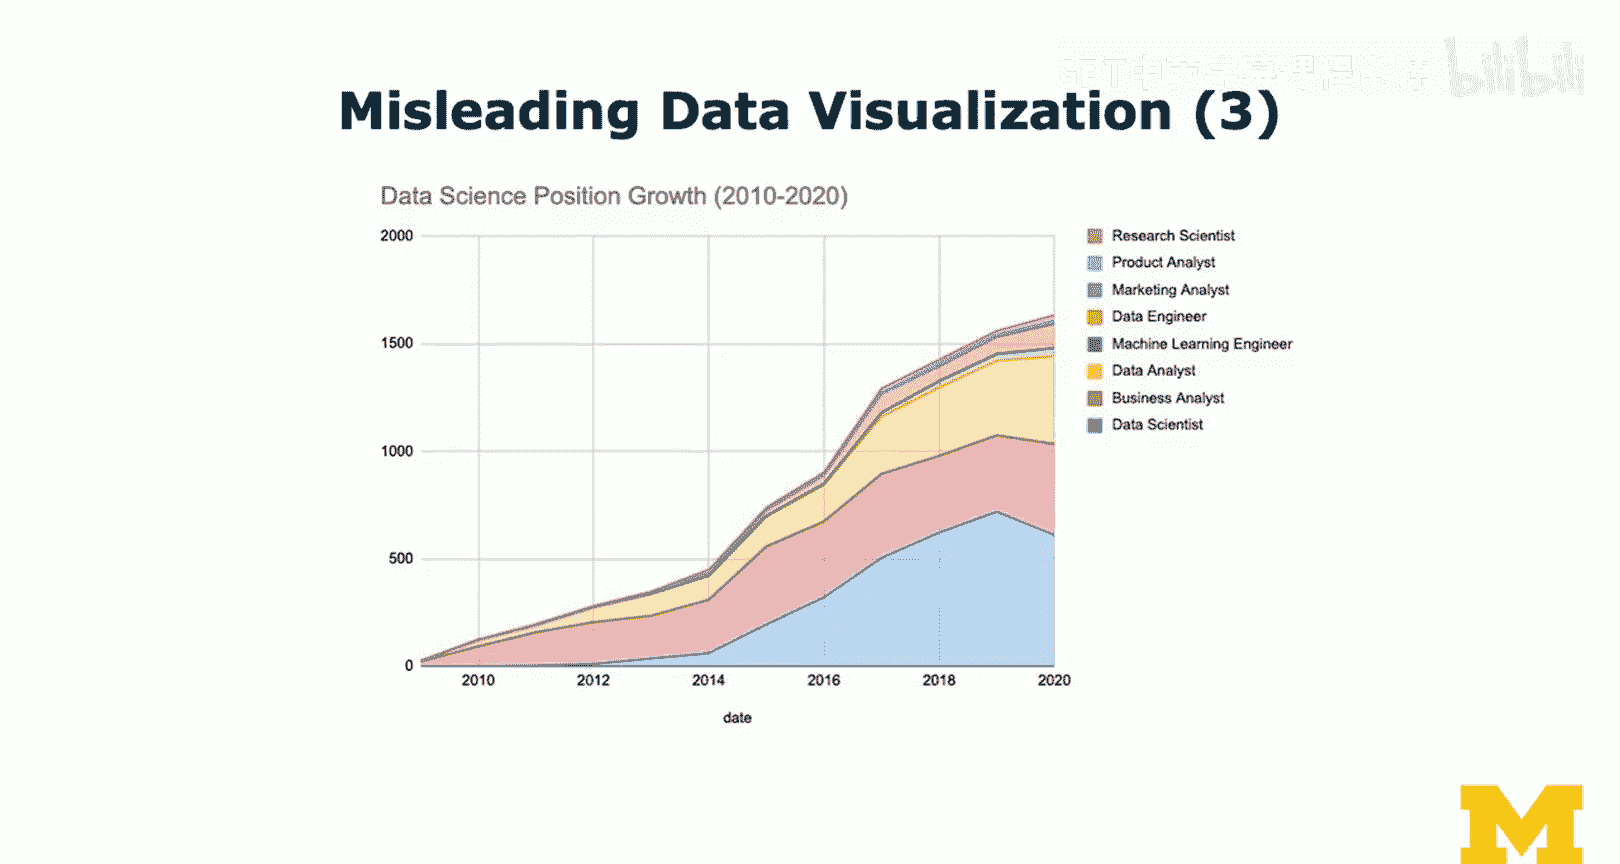 bilibili
Misleading Data Visualization (3)
Data Science Position Growth (2010-2020)
2000
1500
1000
500
0
2010 2012 2014 2016 2018 2020
date
Research Scientist
Product Analyst
Marketing Analyst
Data Engineer
Machine Learning Engineer
Data Analyst
Business Analyst
Data Scientist
M